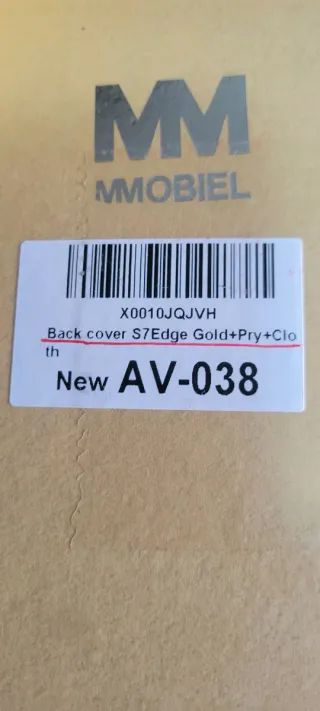 MM
MMOBIEL
X0010JQJVH
Back cover S7Edge Gold+Pry+Clo
th
New AV-038